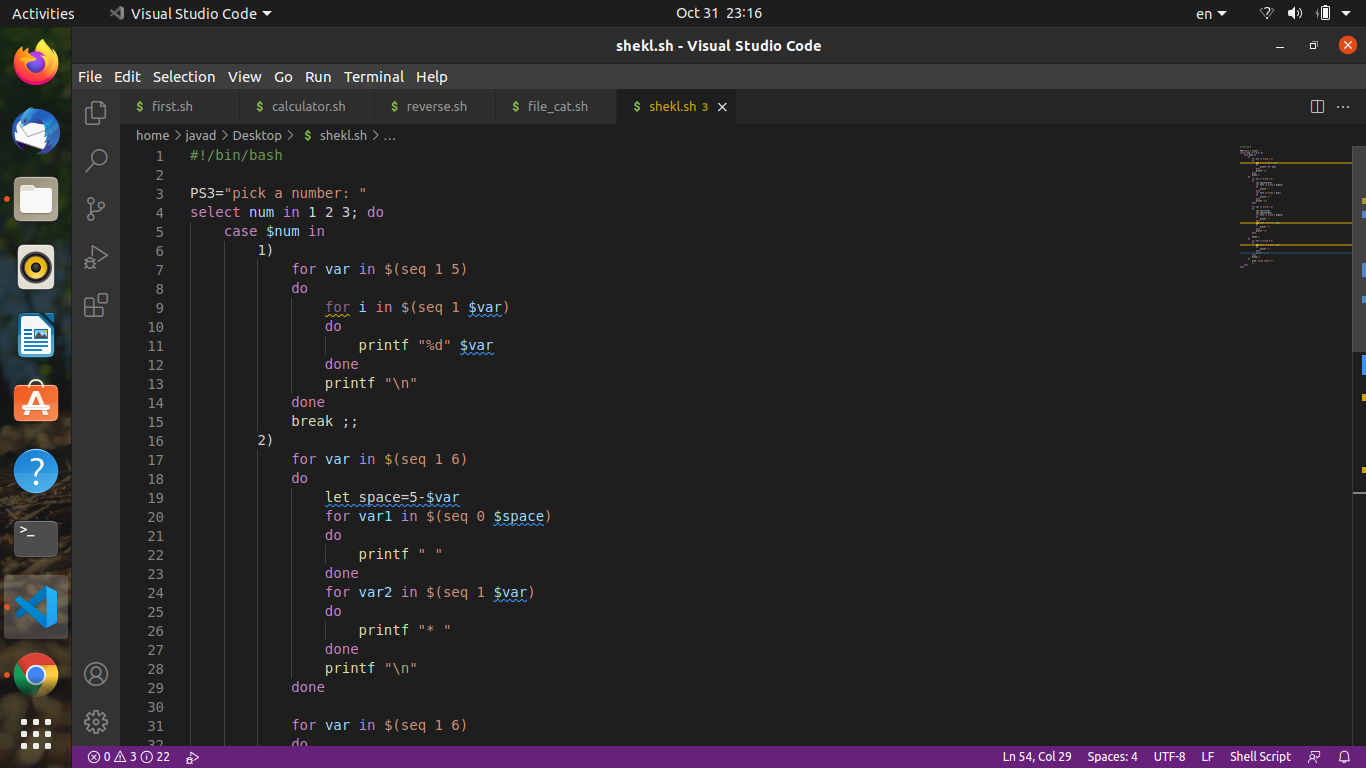 Activities Visual Studio Code Oct 31 23:16 en
shekl.sh - Visual Studio Code
File Edit Selection View Go Run Terminal Help
$ first.sh $ calculator.sh $ reverse.sh $ file_cat.sh $ shekl.sh 3
home > javad > Desktop > $ shekl.sh > ...
1 #!/bin/bash
2
3 PS3="pick a number: "
4 select num in 1 2 3; do
5 case $num in
6 1)
7 for var in $(seq 1 5)
8 do
9 for i in $(seq 1 $var)
10 do
11 printf "%d" $var
12 done
13 printf "\n"
14 done
15 break ;;
16 2)
17 for var in $(seq 1 6)
18 do
19 let space=5-$var
20 for var1 in $(seq 0 $space)
21 do
22 printf " "
23 done
24 for var2 in $(seq 1 $var)
25 do
26 printf "* "
27 done
28 printf "\n"
29 done
30
31 for var in $(seq 1 6)
32 do
0 3 22 Ln 54, Col 29 Spaces: 4 UTF-8 LF Shell Script